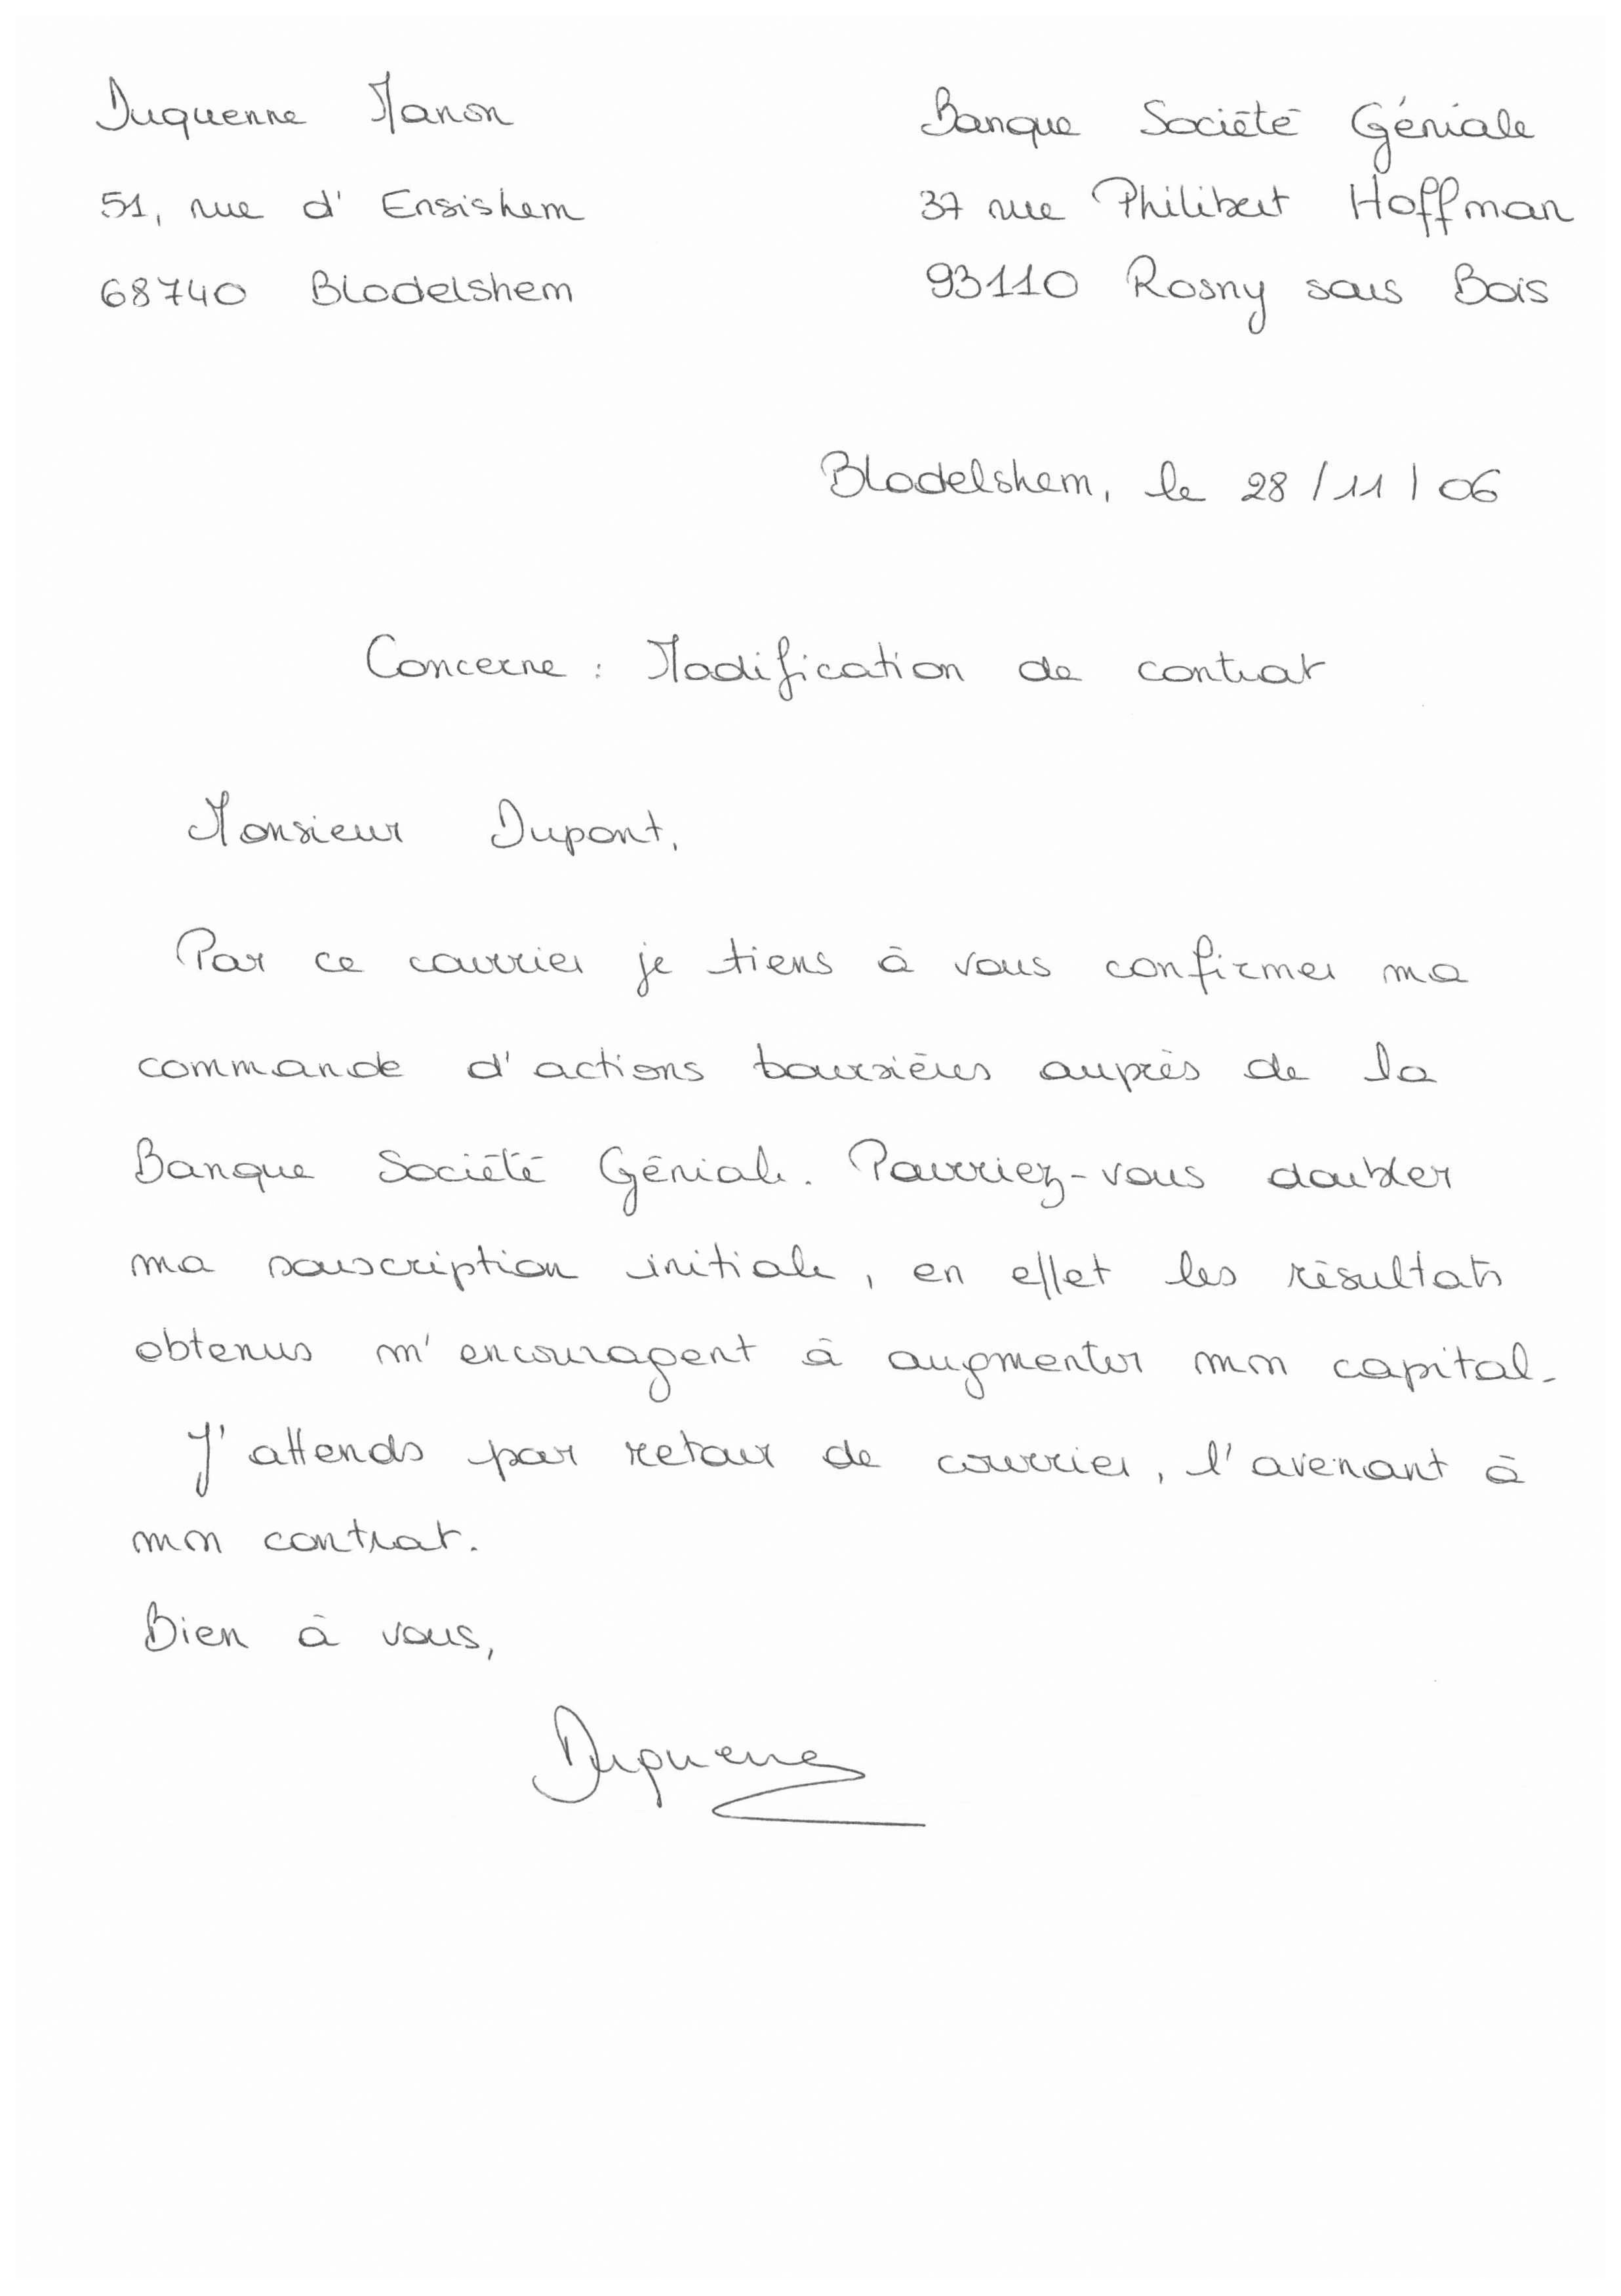 Duquenne Manon
51, rue d'Ensishem
68740 Blodelshem
Banque Société Géniale
37 rue Philibert Hoffman
93110 Rosny sous Bois
Blodelshem, le 28/11/06
Concerne : Modification de contrat
Monsieur Dupont,
Par ce courrier je tiens à vous confirmer ma
commande d'actions boursières auprès de la
Banque Société Géniale. Pourriez-vous doubler
ma souscription initiale, en effet les résultats
obtenus m'encouragent à augmenter mon capital.
J'attends par retour de courrier, l'avenant à
mon contrat.
Bien à vous,
Duquenne